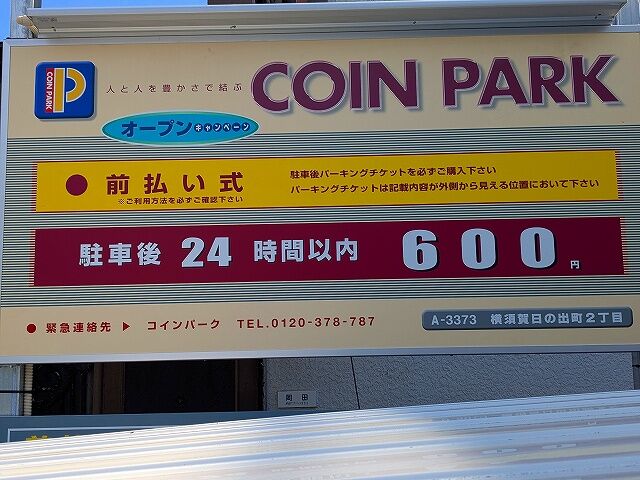 COIN PARK
人と人を豊かさで結ぶ
COIN PARK
オープンキャンペーン
● 前払い式
※ご利用方法を必ずご確認下さい
駐車後パーキングチケットを必ずご購入下さい
パーキングチケットは記載内容が外側から見える位置において下さい
駐車後 24 時間以内 600円
● 緊急連絡先 ▶ コインパーク TEL.0120-378-787
A-3373 横須賀日の出町2丁目
岡田